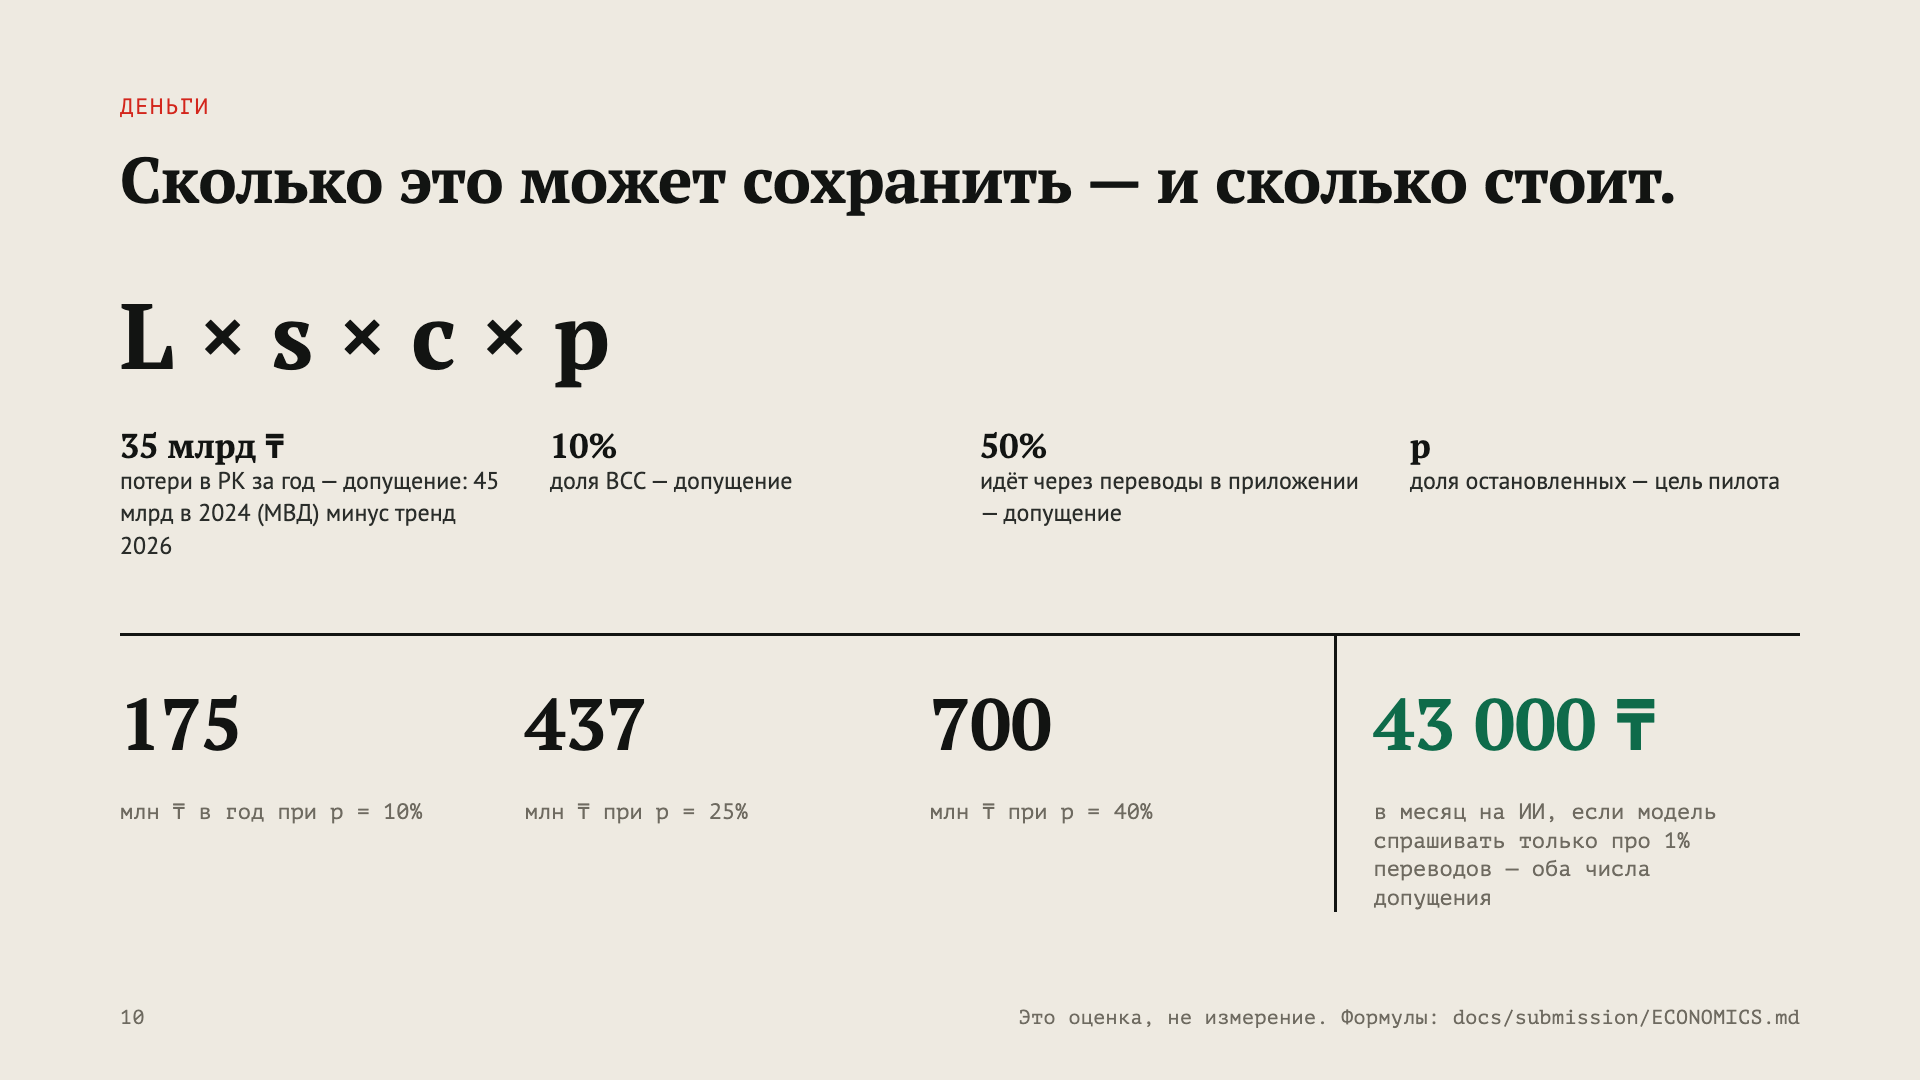 ДЕНЬГИ
Сколько это может сохранить — и сколько стоит.
L × s × c × p
35 млрд ₸
потери в РК за год — допущение: 45
млрд в 2024 (МВД) минус тренд
2026
10%
доля BCC — допущение
50%
идёт через переводы в приложении
— допущение
p
доля остановленных — цель пилота
175
млн ₸ в год при p = 10%
437
млн ₸ при p = 25%
700
млн ₸ при p = 40%
43 000 ₸
в месяц на ИИ, если модель
спрашивать только про 1%
переводов — оба числа
допущения
10
Это оценка, не измерение. Формулы: docs/submission/ECONOMICS.md